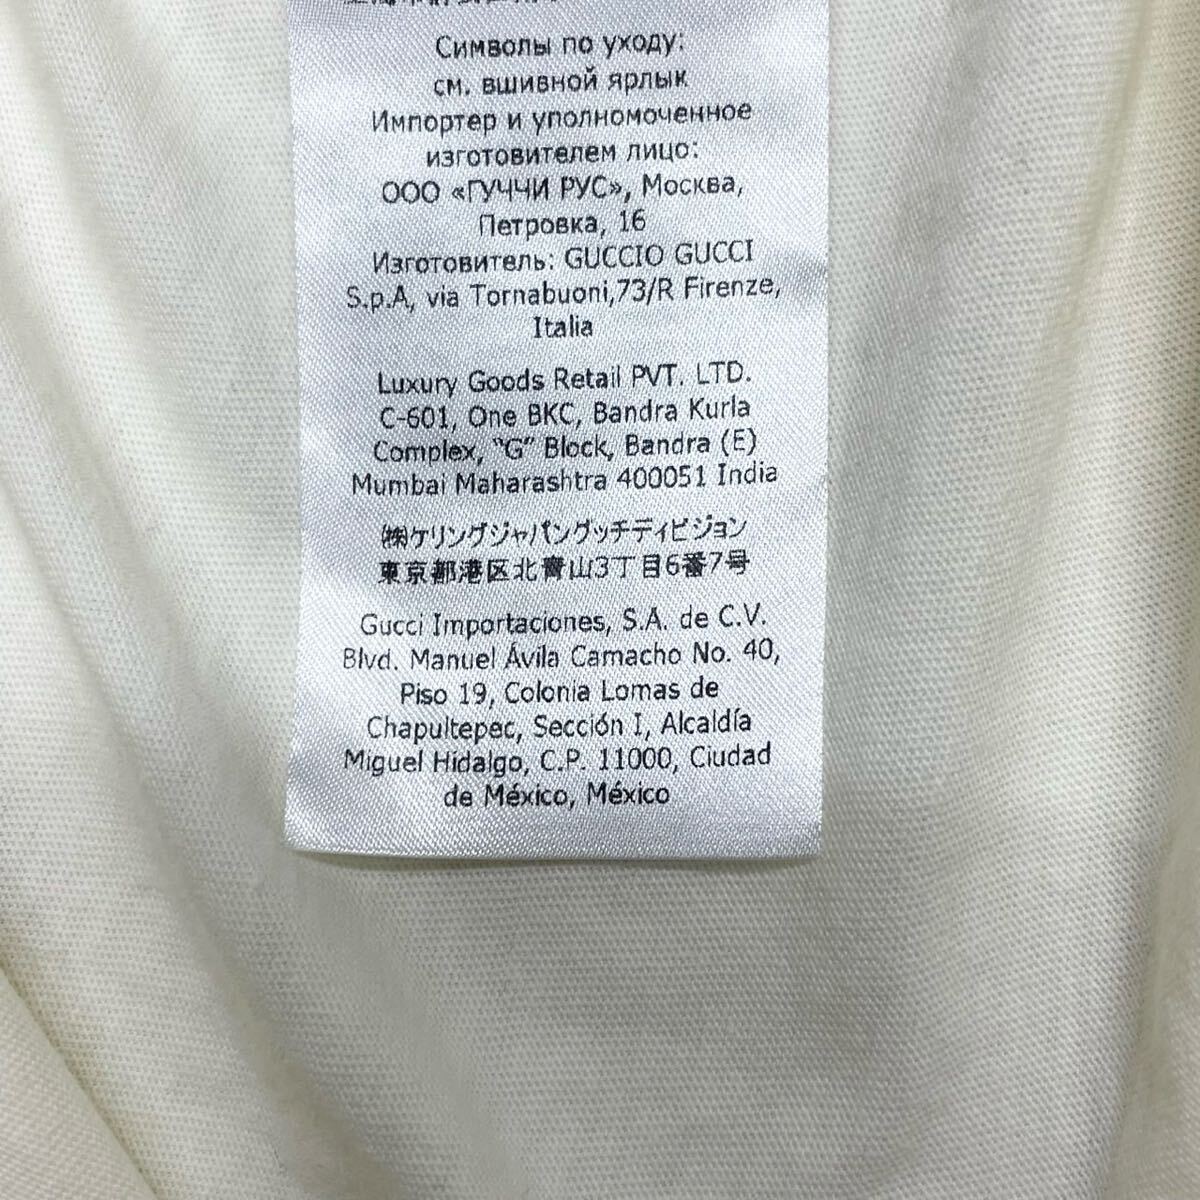 Символы по уходу:
см. вшивной ярлык
Импортер и уполномоченное
изготовителем лицо:
ООО «ГУЧЧИ РУС», Москва,
Петровка, 16
Изготовитель: GUCCIO GUCCI
S.p.A, via Tornabuoni,73/R Firenze,
Italia
Luxury Goods Retail PVT. LTD.
C-601, One BKC, Bandra Kurla
Complex, "G" Block, Bandra (E)
Mumbai Maharashtra 400051 India
㈱ケリングジャパングッチディビジョン
東京都港区北青山3丁目6番7号
Gucci Importaciones, S.A. de C.V.
Blvd. Manuel Ávila Camacho No. 40,
Piso 19, Colonia Lomas de
Chapultepec, Sección I, Alcaldía
Miguel Hidalgo, C.P. 11000, Ciudad
de México, México